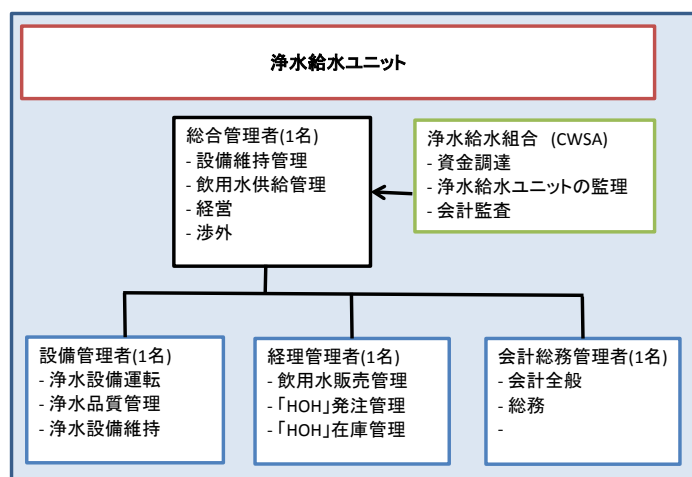 浄水給水ユニット
総合管理者(1名)
- 設備維持管理
- 飲用水供給管理
- 経営
- 渉外
浄水給水組合 (CWSA)
- 資金調達
- 浄水給水ユニットの監理
- 会計監査
設備管理者(1名)
- 浄水設備運転
- 浄水品質管理
- 浄水設備維持
経理管理者(1名)
- 飲用水販売管理
- 「HOH」発注管理
- 「HOH」在庫管理
会計総務管理者(1名)
- 会計全般
- 総務
-